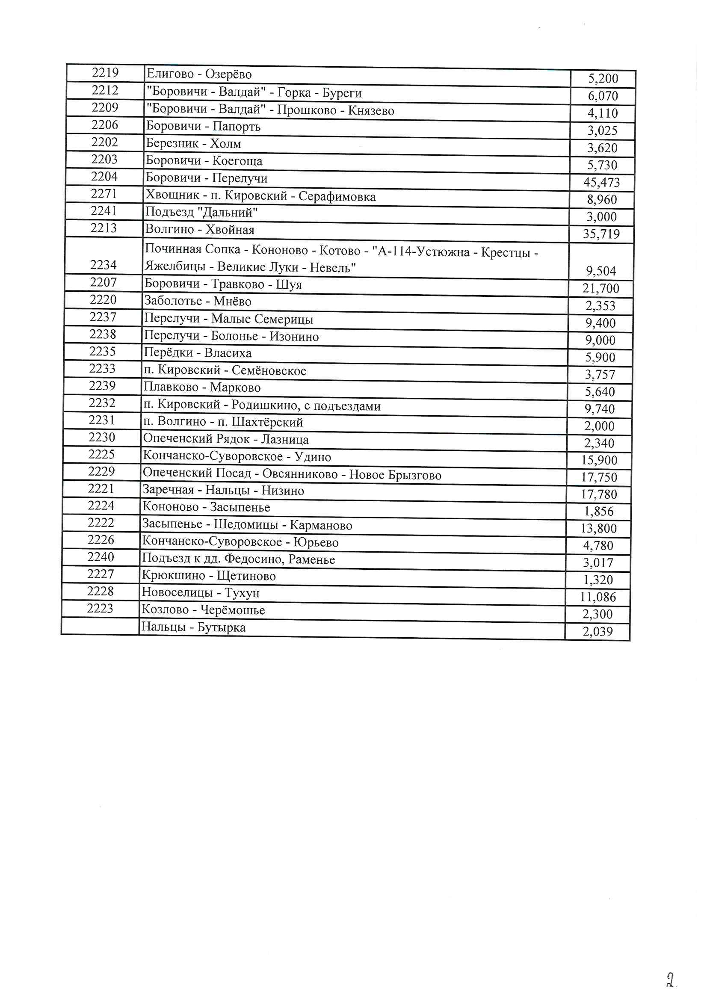 2219 Елигово - Озерёво 5,200
2212 "Боровичи - Валдай" - Горка - Буреги 6,070
2209 "Боровичи - Валдай" - Прошково - Князево 4,110
2206 Боровичи - Папорть 3,025
2202 Березник - Холм 3,620
2203 Боровичи - Коегоща 5,730
2204 Боровичи - Перелучи 45,473
2271 Хвощник - п. Кировский - Серафимовка 8,960
2241 Подъезд "Дальний" 3,000
2213 Волгино - Хвойная 35,719
Починная Сопка - Кононово - Котово - "А-114-Устюжна - Крестцы -
2234 Яжелбицы - Великие Луки - Невель" 9,504
2207 Боровичи - Травково - Шуя 21,700
2220 Заболотье - Мнёво 2,353
2237 Перелучи - Малые Семерицы 9,400
2238 Перелучи - Болонье - Изонино 9,000
2235 Перёдки - Власиха 5,900
2233 п. Кировский - Семёновское 3,757
2239 Плавково - Марково 5,640
2232 п. Кировский - Родишкино, с подъездами 9,740
2231 п. Волгино - п. Шахтёрский 2,000
2230 Опеченский Рядок - Лазница 2,340
2225 Кончанско-Суворовское - Удино 15,900
2229 Опеченский Посад - Овсянниково - Новое Брызгово 17,750
2221 Заречная - Нальцы - Низино 17,780
2224 Кононово - Засыпенье 1,856
2222 Засыпенье - Шедомицы - Карманово 13,800
2226 Кончанско-Суворовское - Юрьево 4,780
2240 Подъезд к дд. Федосино, Раменье 3,017
2227 Крюкшино - Щетиново 1,320
2228 Новоселицы - Тухун 11,086
2223 Козлово - Черёмошье 2,300
Нальцы - Бутырка 2,039
2